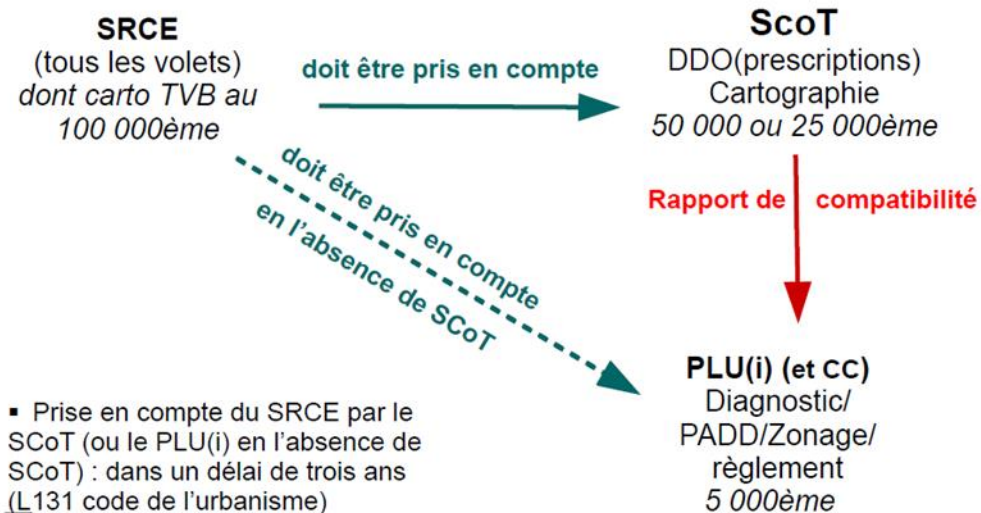 SRCE
(tous les volets)
dont carto TVB au
100 000ème
doit être pris en compte
ScoT
DDO(prescriptions)
Cartographie
50 000 ou 25 000ème
doit être pris en compte
en l'absence de SCoT
Rapport de compatibilité
PLU(i) (et CC)
Diagnostic/
PADD/Zonage/
règlement
5 000ème
▪ Prise en compte du SRCE par le
SCoT (ou le PLU(i) en l'absence de
SCoT) : dans un délai de trois ans
(L131 code de l'urbanisme)